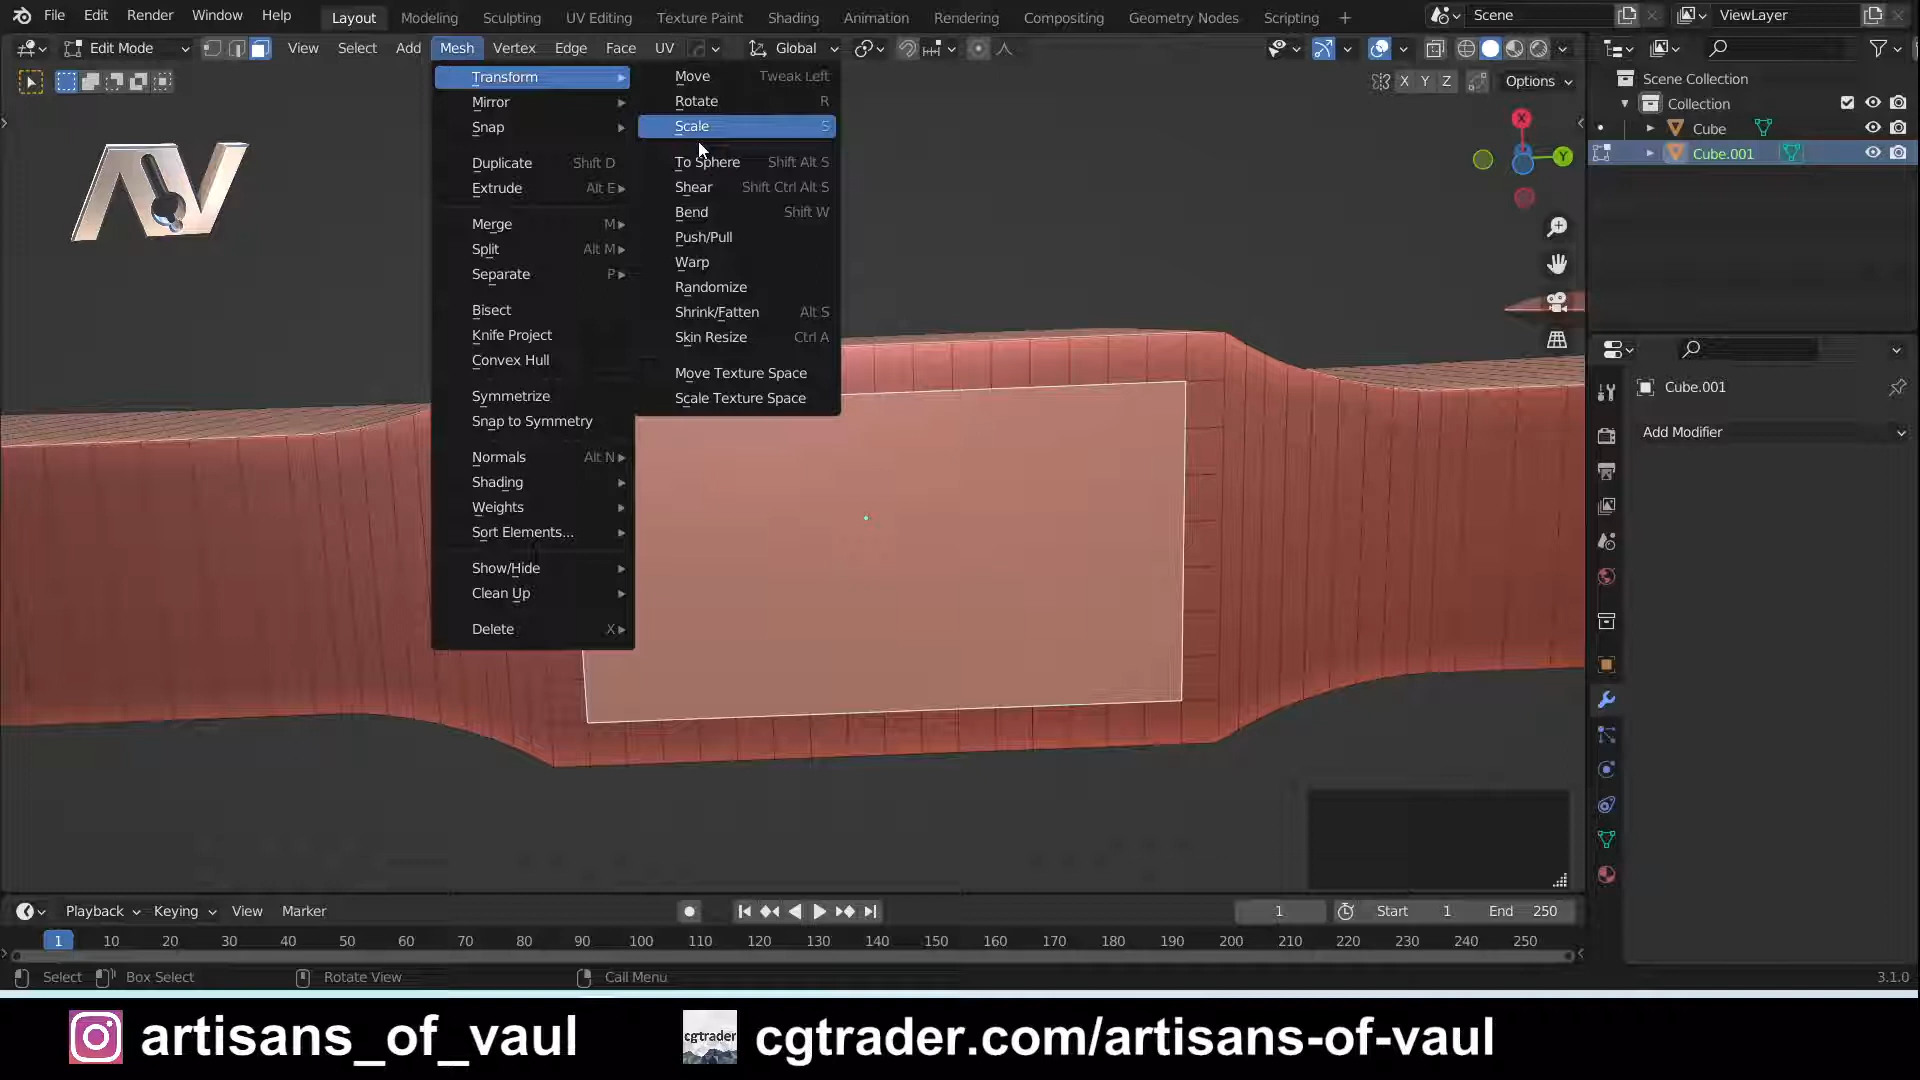 File Edit Render Window Help Layout Modeling Sculpting UV Editing Texture Paint Shading Animation Rendering Compositing Geometry Nodes Scripting + Scene ViewLayer
Edit Mode View Select Add Mesh Vertex Edge Face UV Global
X Y Z Options
Transform
Mirror
Snap
Duplicate Shift D
Extrude Alt E
Merge M
Split Alt M
Separate P
Bisect
Knife Project
Convex Hull
Symmetrize
Snap to Symmetry
Normals Alt N
Shading
Weights
Sort Elements...
Show/Hide
Clean Up
Delete X
Move Tweak Left
Rotate R
Scale S
To Sphere Shift Alt S
Shear Shift Ctrl Alt S
Bend Shift W
Push/Pull
Warp
Randomize
Shrink/Fatten Alt S
Skin Resize Ctrl A
Move Texture Space
Scale Texture Space
AV
X
Y
Scene Collection
Collection
Cube
Cube.001
Cube.001
Add Modifier
Playback Keying View Marker 1 Start 1 End 250
1 10 20 30 40 50 60 70 80 90 100 110 120 130 140 150 160 170 180 190 200 210 220 230 240 250
Select Box Select Rotate View Call Menu 3.1.0
artisans_of_vaul cgtrader cgtrader.com/artisans-of-vaul